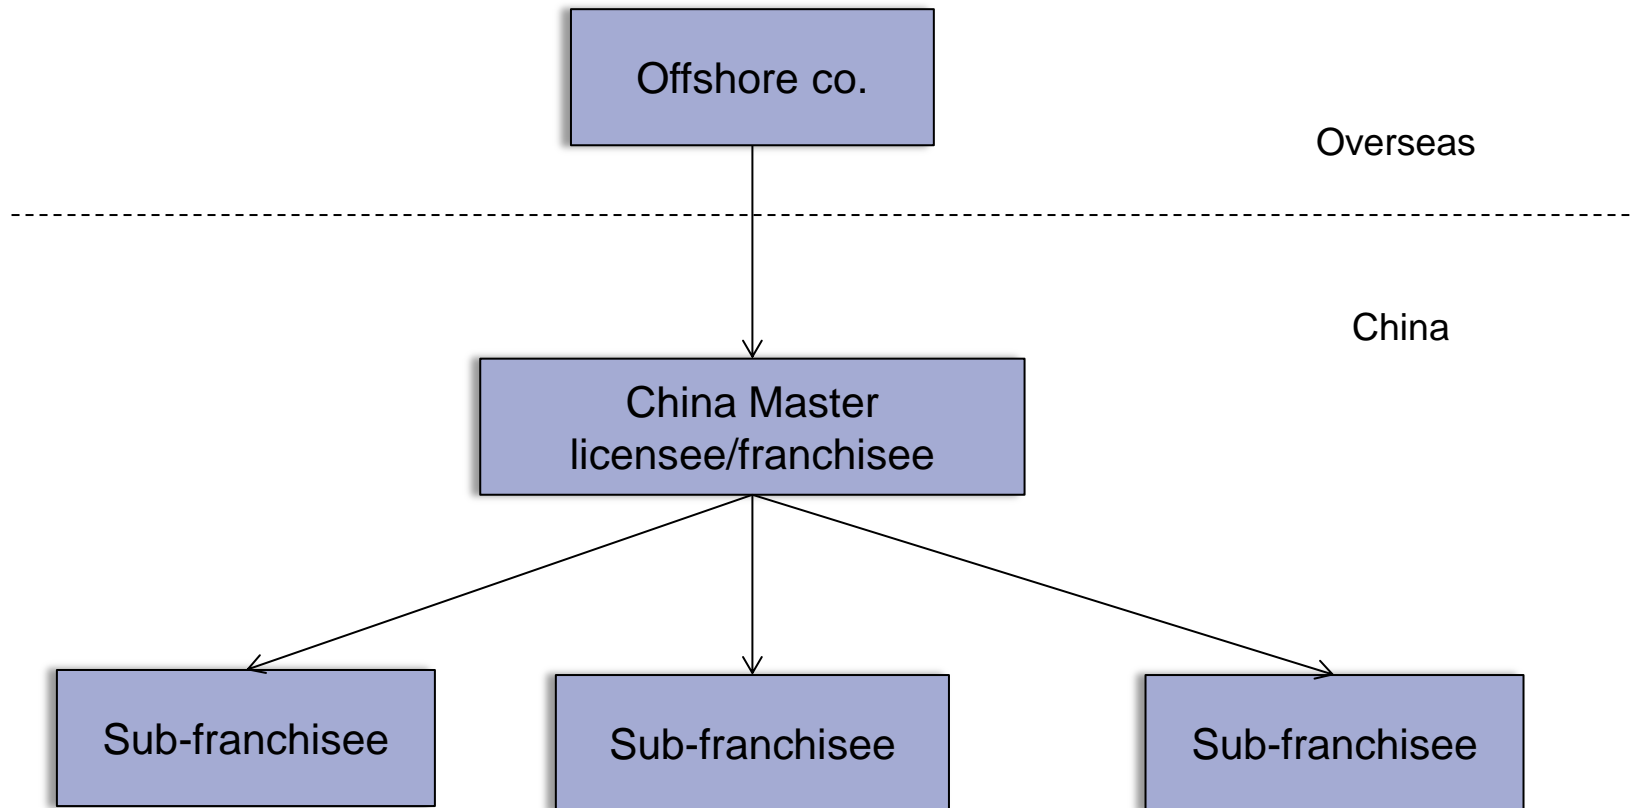 Offshore co.
Overseas
China
China Master
licensee/franchisee
Sub-franchisee
Sub-franchisee
Sub-franchisee